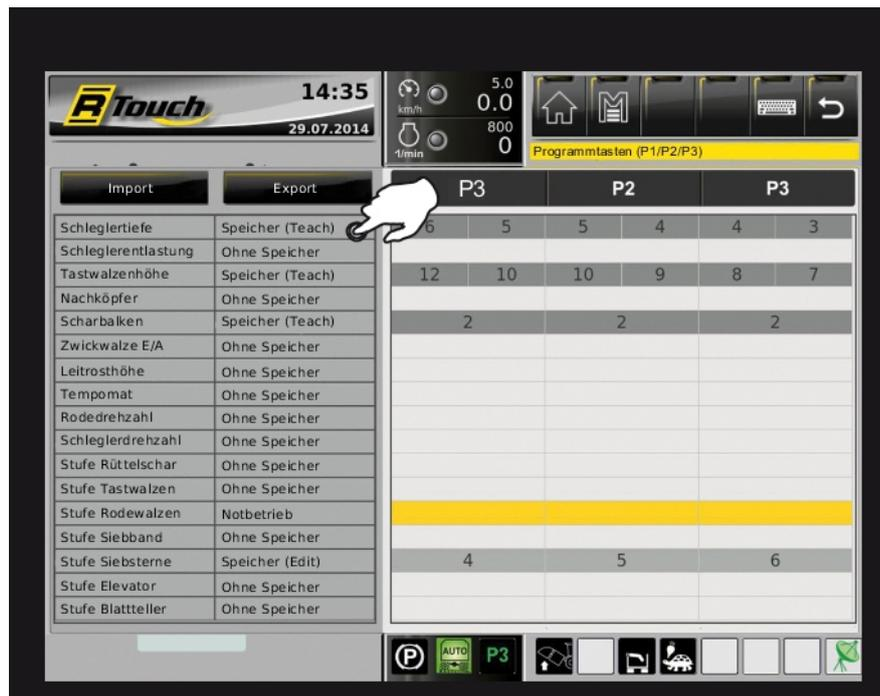 R Touch
14:35
29.07.2014
km/h
5.0
0.0
1/min
800
0
M
Programmtasten (P1/P2/P3)
Import Export P3 P2 P3
Schleglertiefe Speicher (Teach) 6 5 5 4 4 3
Schleglerentlastung Ohne Speicher
Tastwalzenhöhe Speicher (Teach) 12 10 10 9 8 7
Nachköpfer Ohne Speicher
Scharbalken Speicher (Teach) 2 2 2
Zwickwalze E/A Ohne Speicher
Leitrosthöhe Ohne Speicher
Tempomat Ohne Speicher
Rodedrehzahl Ohne Speicher
Schleglerdrehzahl Ohne Speicher
Stufe Rüttelschar Ohne Speicher
Stufe Tastwalzen Ohne Speicher
Stufe Rodewalzen Notbetrieb
Stufe Siebband Ohne Speicher
Stufe Siebsterne Speicher (Edit) 4 5 6
Stufe Elevator Ohne Speicher
Stufe Blattteller Ohne Speicher
P AUTO P3